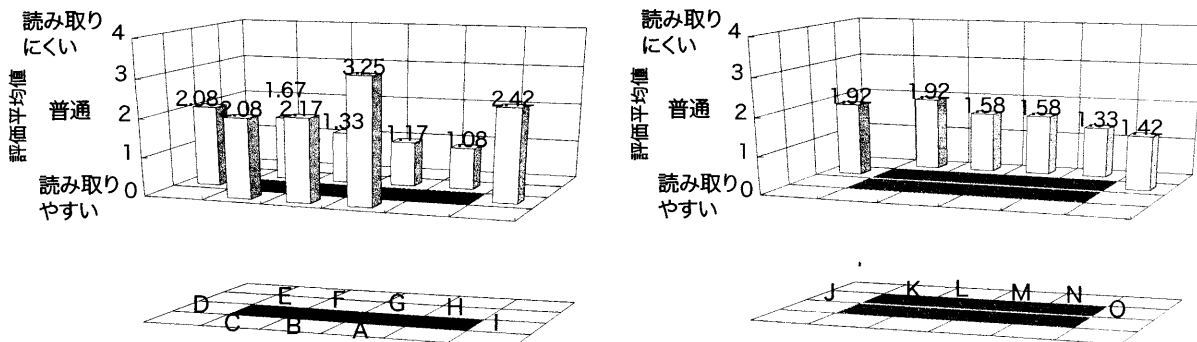 読み取り
にくい
評価平均値
普通
読み取り
やすい
4
3
2
1
0
2.08
2.08
1.67
2.17
1.33
3.25
1.17
1.08
2.42
D
E
F
G
H
C
B
A
I
読み取り
にくい
評価平均値
普通
読み取り
やすい
4
3
2
1
0
1.92
1.92
1.58
1.58
1.33
1.42
J
K
L
M
N
O